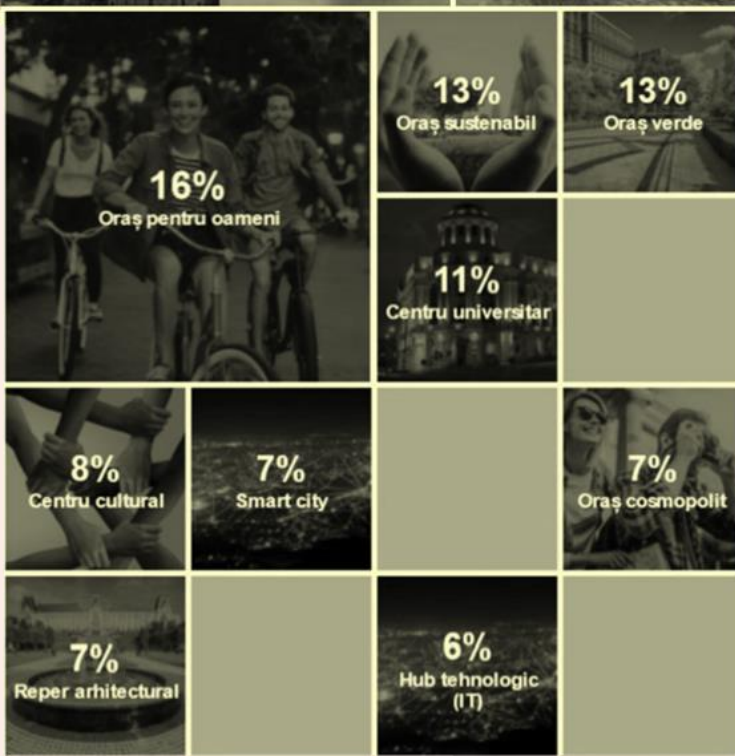 16%
Oraș pentru oameni
13%
Oraș sustenabil
13%
Oraș verde
11%
Centru universitar
8%
Centru cultural
7%
Smart city
7%
Oraș cosmopolit
7%
Reper arhitectural
6%
Hub tehnologic
(IT)